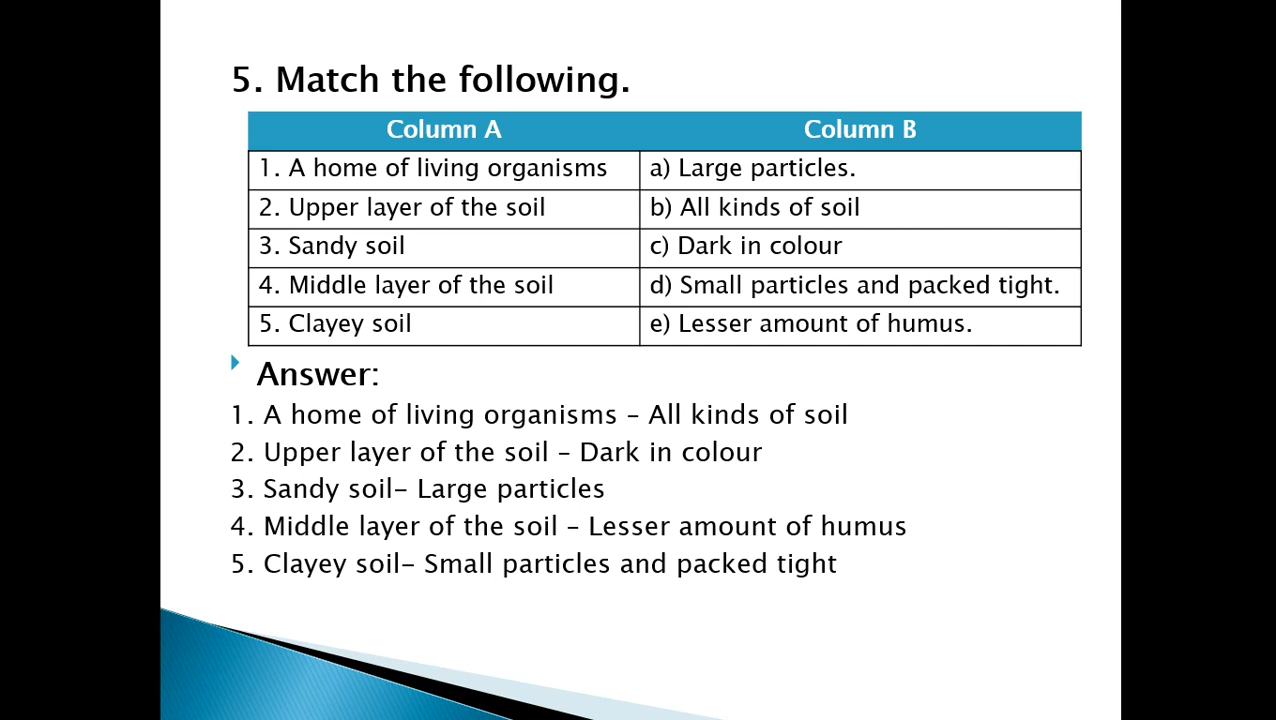 5. Match the following.
Column A Column B
1. A home of living organisms a) Large particles.
2. Upper layer of the soil b) All kinds of soil
3. Sandy soil c) Dark in colour
4. Middle layer of the soil d) Small particles and packed tight.
5. Clayey soil e) Lesser amount of humus.
Answer:
1. A home of living organisms – All kinds of soil
2. Upper layer of the soil – Dark in colour
3. Sandy soil– Large particles
4. Middle layer of the soil – Lesser amount of humus
5. Clayey soil– Small particles and packed tight